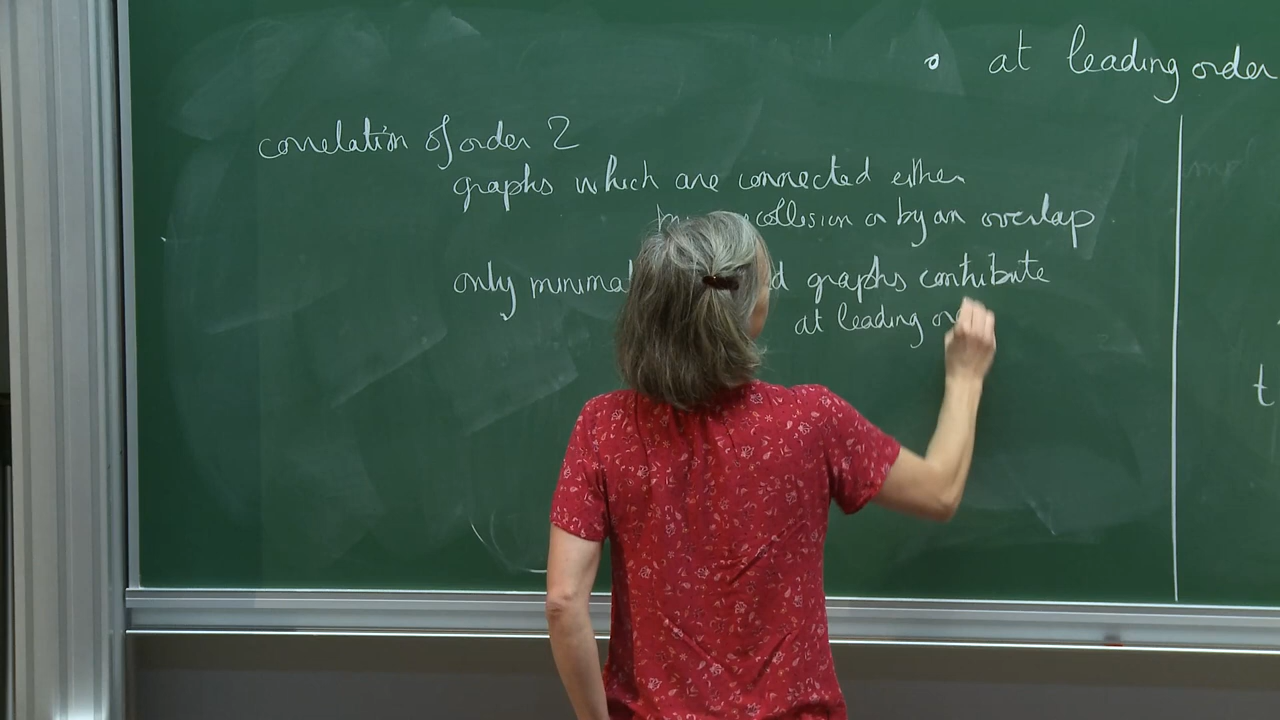 at leading order
correlation of order 2
graphs which are connected either
collision or by an overlap
only minimal graphs contribute
at leading
t